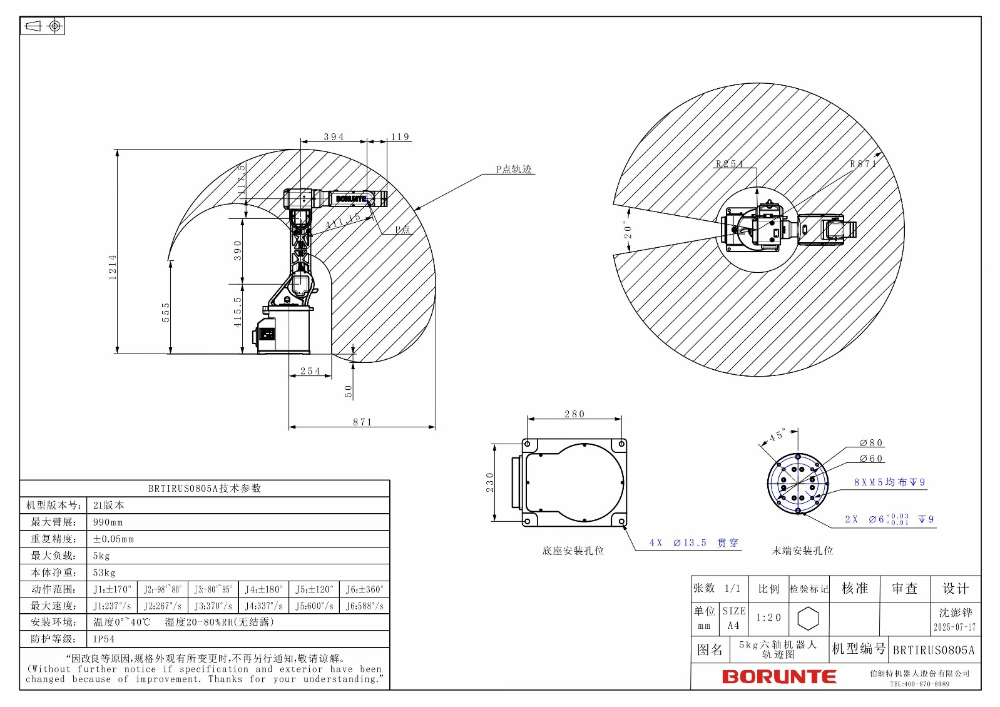 394
119
117.5
P点轨迹
BORUNTE
411.15
P点
390
1214
555
415.5
254
50
871
R254
R871
20°
280
230
4X ∅13.5 贯穿
底座安装孔位
45°
∅80
∅60
8XM5均布↧9
2X ∅6 +0.03 +0.01 ↧9
末端安装孔位
BRTIRUS0805A技术参数
机型版本号: 21版本
最大臂展: 990mm
重复精度: ±0.05mm
最大负载: 5kg
本体净重: 53kg
动作范围: J1:±170° J2:-98°~80° J3:-80°~95° J4:±180° J5:±120° J6:±360°
最大速度: J1:237°/s J2:267°/s J3:370°/s J4:337°/s J5:600°/s J6:588°/s
安装环境: 温度0°~40℃ 湿度20-80%RH(无结露)
防护等级: IP54
“因改良等原因,规格外观有所变更时,不再另行通知,敬请谅解。
(Without further notice if specification and exterior have been
changed because of improvement. Thanks for your understanding.”
张数 1/1 比例 检验标记 核准 审查 设计
单位 mm SIZE A4 1:20 沈澎铧 2025-07-17
图名 5kg六轴机器人轨迹图 机型编号 BRTIRUS0805A
BORUNTE 伯朗特机器人股份有限公司
TEL:400-870-8989